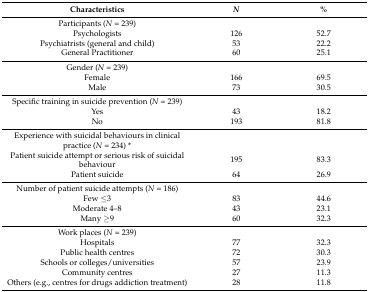 Characteristics N %
Participants (N = 239)
Psychologists 126 52.7
Psychiatrists (general and child) 53 22.2
General Practitioner 60 25.1
Gender (N = 239)
Female 166 69.5
Male 73 30.5
Specific training in suicide prevention (N = 239)
Yes 43 18.2
No 193 81.8
Experience with suicidal behaviours in clinical
practice (N = 234) *
Patient suicide attempt or serious risk of suicidal
behaviour 195 83.3
Patient suicide 64 26.9
Number of patient suicide attempts (N = 186)
Few ≤3 83 44.6
Moderate 4–8 43 23.1
Many ≥9 60 32.3
Work places (N = 239)
Hospitals 77 32.3
Public health centres 72 30.3
Schools or colleges/universities 57 23.9
Community centres 27 11.3
Others (e.g., centres for drugs addiction treatment) 28 11.8